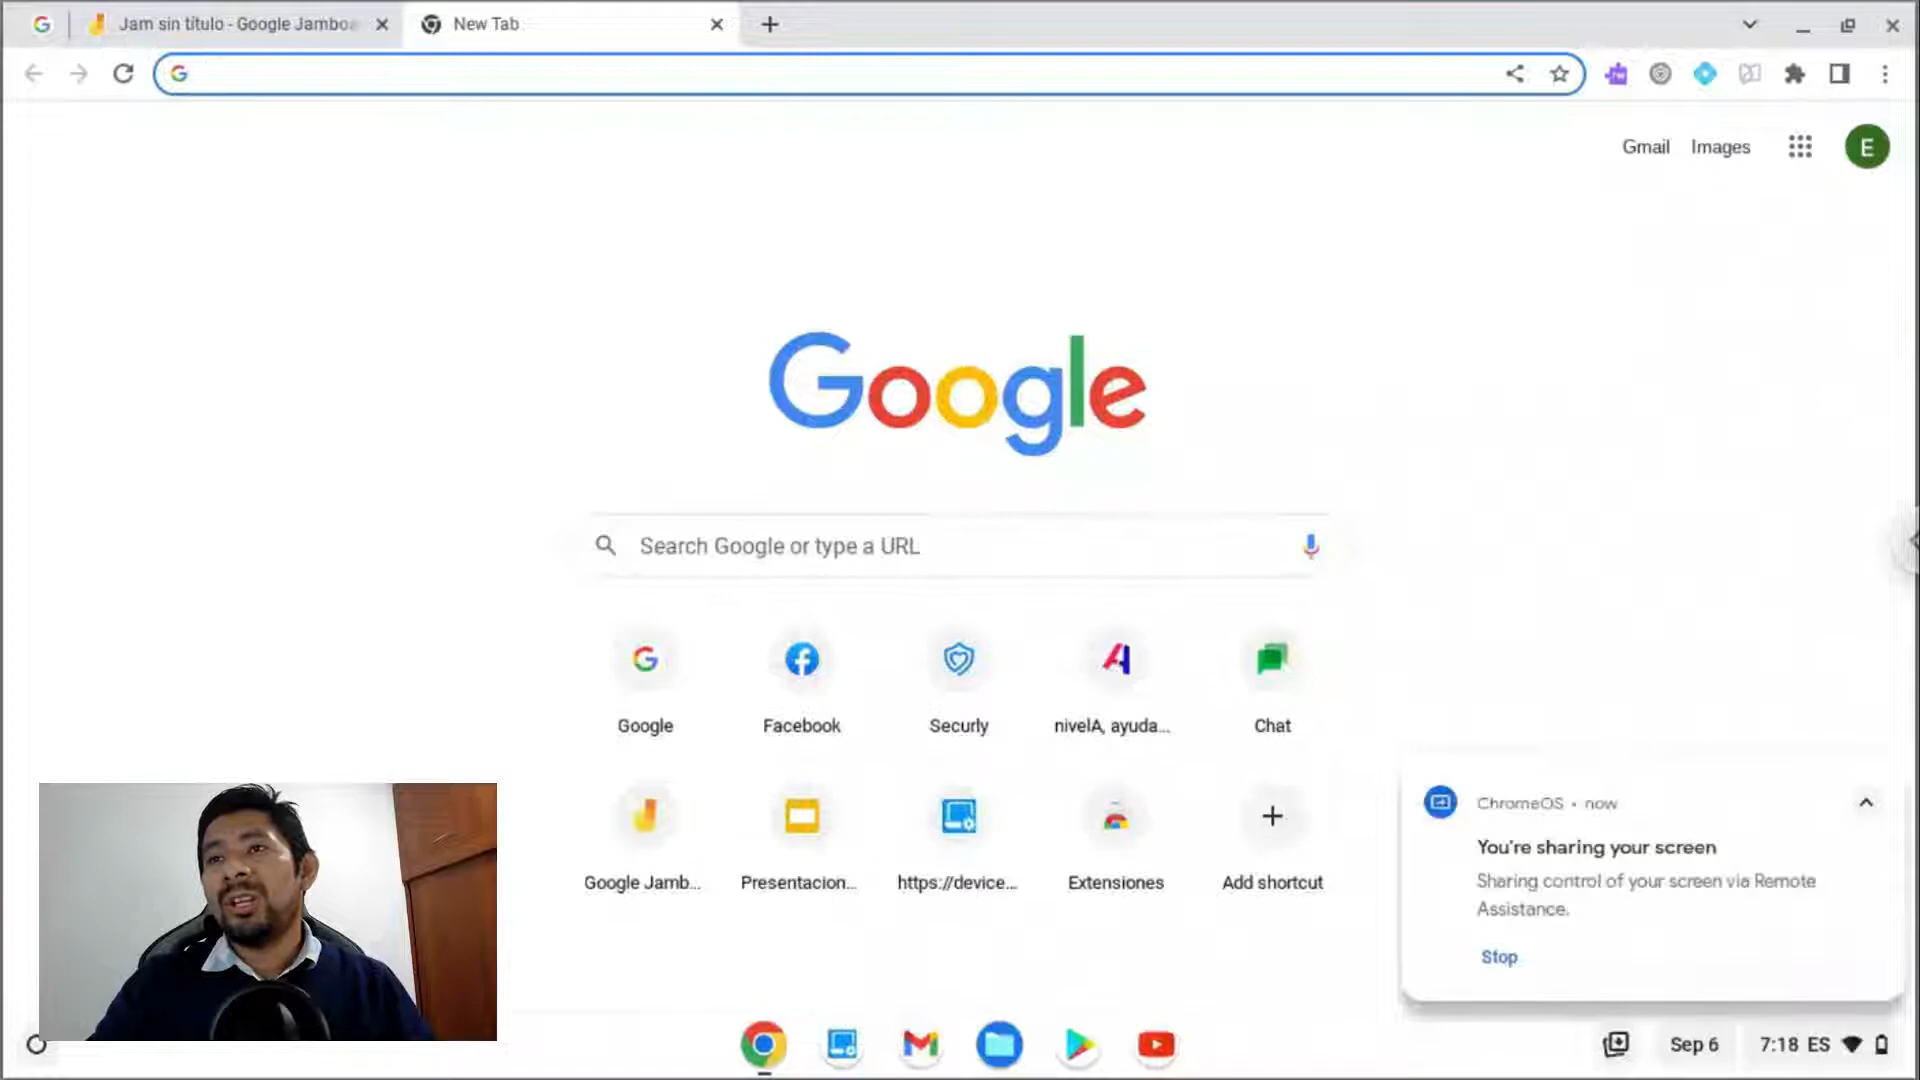 Jam sin título - Google Jamboa
New Tab
Gmail
Images
E
Google
Search Google or type a URL
Google
Facebook
Securly
nivelA, ayuda...
Chat
Google Jamb...
Presentacion...
https://device...
Extensiones
Add shortcut
ChromeOS • now
You're sharing your screen
Sharing control of your screen via Remote
Assistance.
Stop
Sep 6
7:18 ES